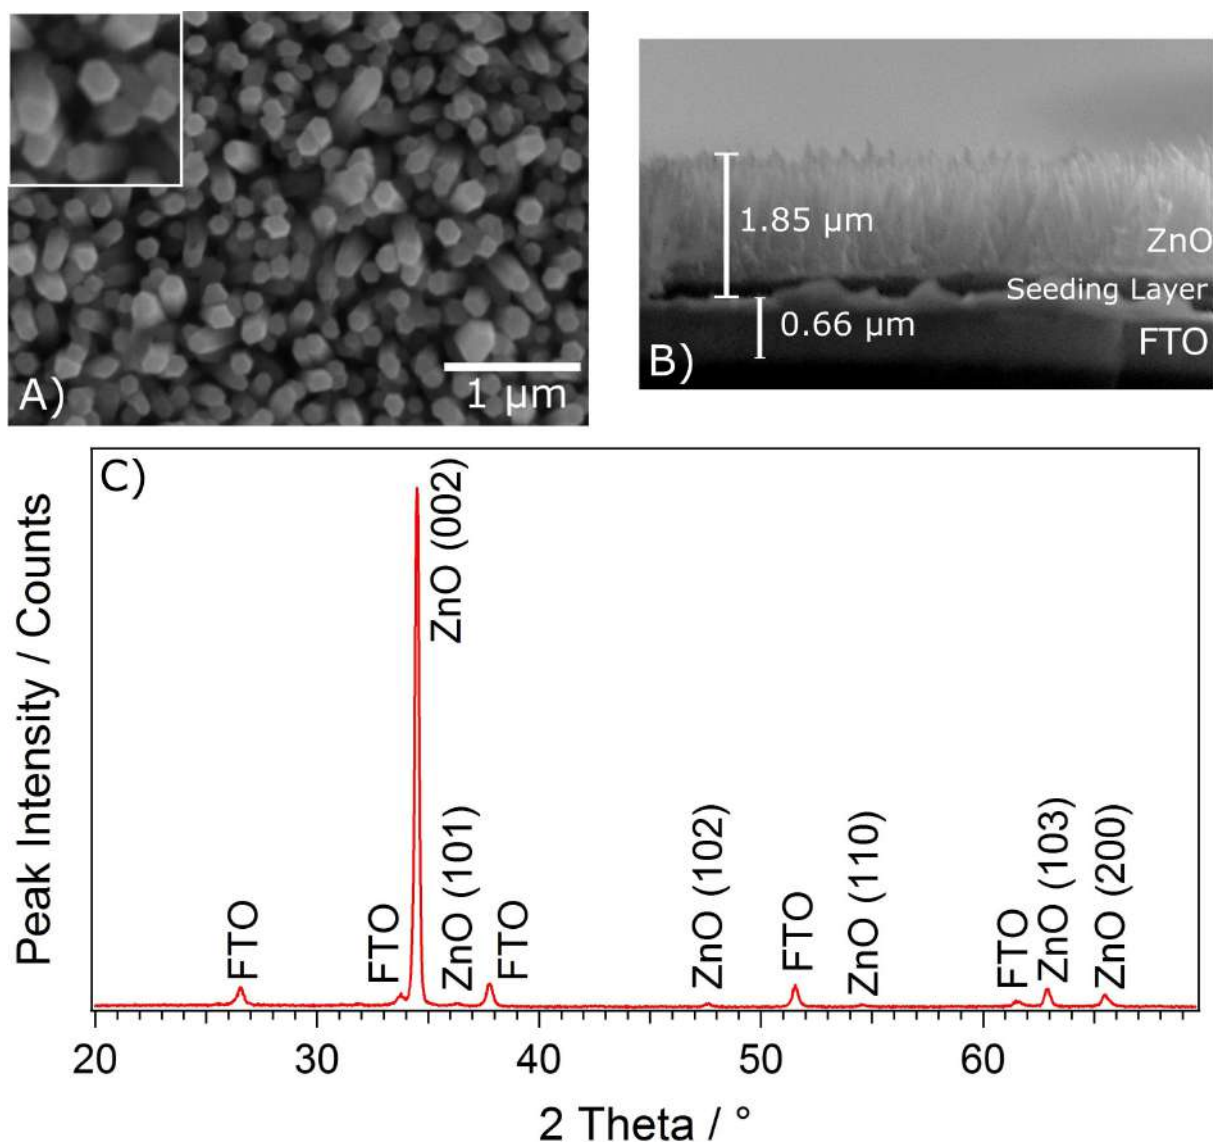 A)
1 μm
1.85 μm
ZnO
Seeding Layer
0.66 μm
FTO
B)
C)
Peak Intensity / Counts
FTO
FTO
ZnO (002)
ZnO (101)
FTO
ZnO (102)
FTO
ZnO (110)
FTO
ZnO (103)
ZnO (200)
20 30 40 50 60
2 Theta / °